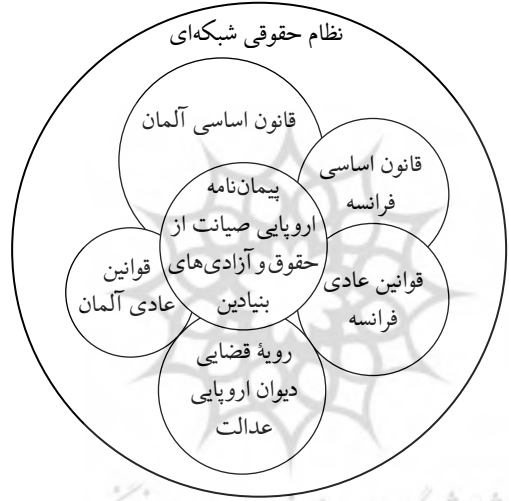 نظام حقوقی شبکه‌ای
قانون اساسی آلمان
قانون اساسی
فرانسه
پیمان‌نامه
اروپایی صیانت از
حقوق و آزادی‌های
بنیادین
قوانین عادی
فرانسه
قوانین
عادی آلمان
رویهٔ قضایی
دیوان اروپایی
عدالت